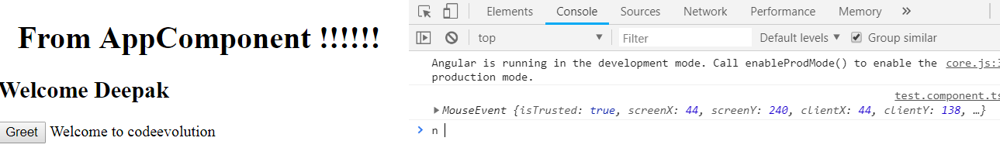 From AppComponent !!!!!!
Welcome Deepak
Greet Welcome to codeevolution
Elements Console Sources Network Performance Memory »
top Filter Default levels Group similar
Angular is running in the development mode. Call enableProdMode() to enable the core.js:3
production mode.
test.component.ts
MouseEvent {isTrusted: true, screenX: 44, screenY: 240, clientX: 44, clientY: 138, …}
n